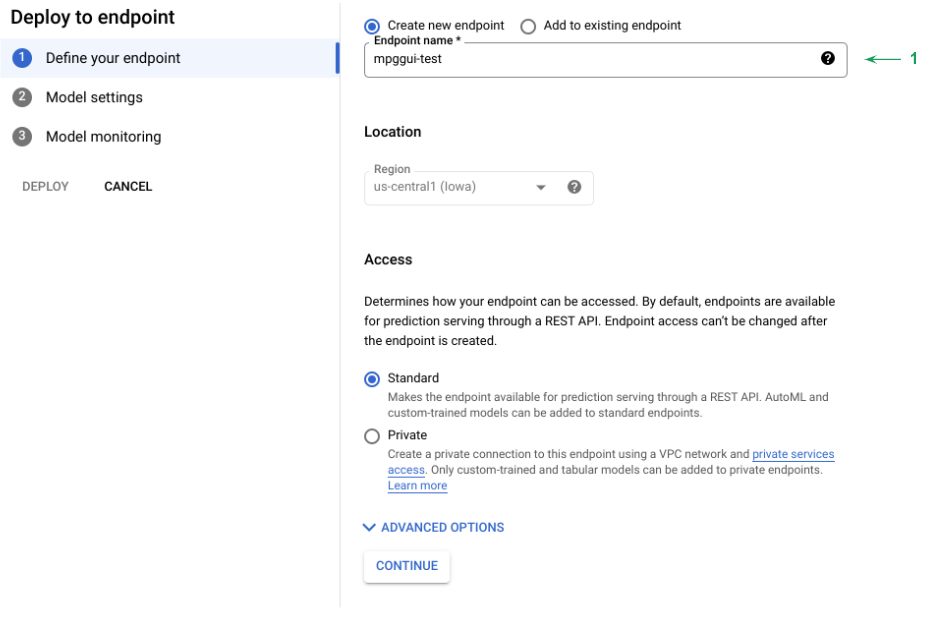 Deploy to endpoint
1 Define your endpoint
2 Model settings
3 Model monitoring
DEPLOY CANCEL
Create new endpoint Add to existing endpoint
Endpoint name *
mpggui-test ? 1
Location
Region
us-central1 (Iowa) ?
Access
Determines how your endpoint can be accessed. By default, endpoints are available
for prediction serving through a REST API. Endpoint access can't be changed after
the endpoint is created.
Standard
Makes the endpoint available for prediction serving through a REST API. AutoML and
custom-trained models can be added to standard endpoints.
Private
Create a private connection to this endpoint using a VPC network and private services
access. Only custom-trained and tabular models can be added to private endpoints.
Learn more
ADVANCED OPTIONS
CONTINUE